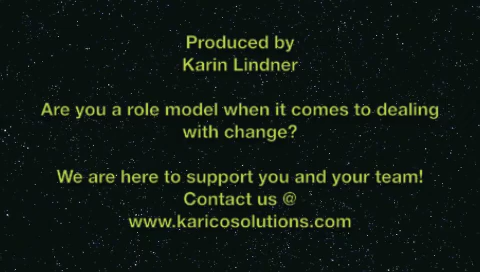 Produced by
Karin Lindner
Are you a role model when it comes to dealing
with change?
We are here to support you and your team!
Contact us @
www.karicosolutions.com